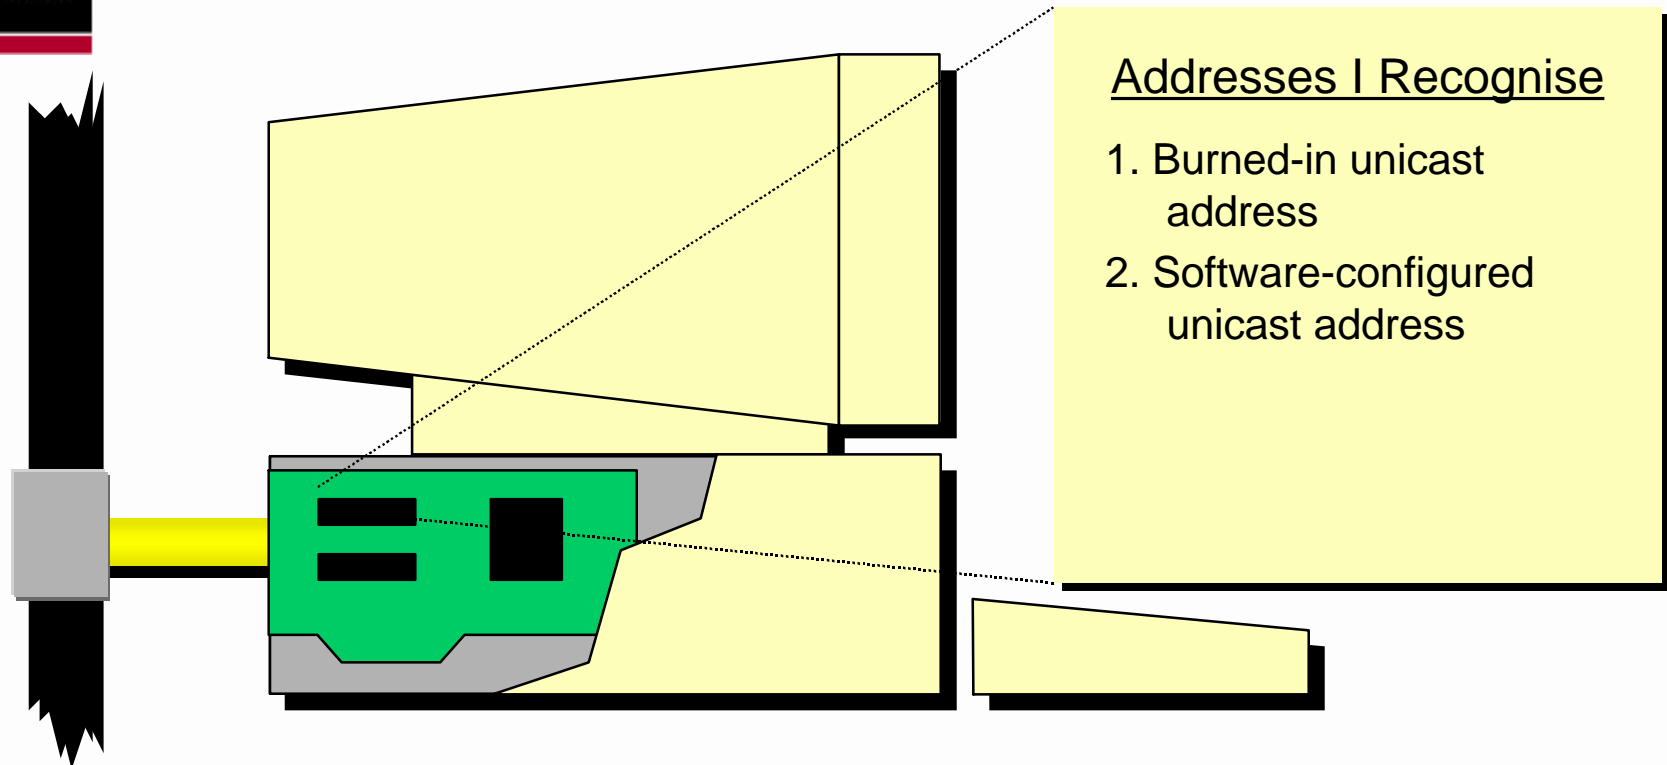 Addresses I Recognise
1. Burned-in unicast
address
2. Software-configured
unicast address